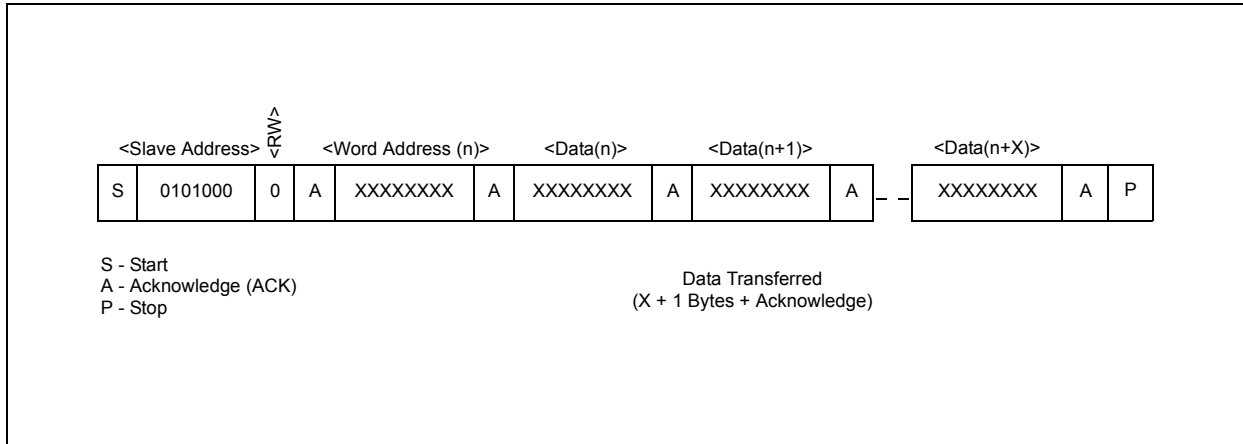 <RW>
<Slave Address> <Word Address (n)> <Data(n)> <Data(n+1)> <Data(n+X)>
S 0101000 0 A XXXXXXXX A XXXXXXXX A XXXXXXXX A XXXXXXXX A P
S - Start
A - Acknowledge (ACK)
P - Stop
Data Transferred
(X + 1 Bytes + Acknowledge)